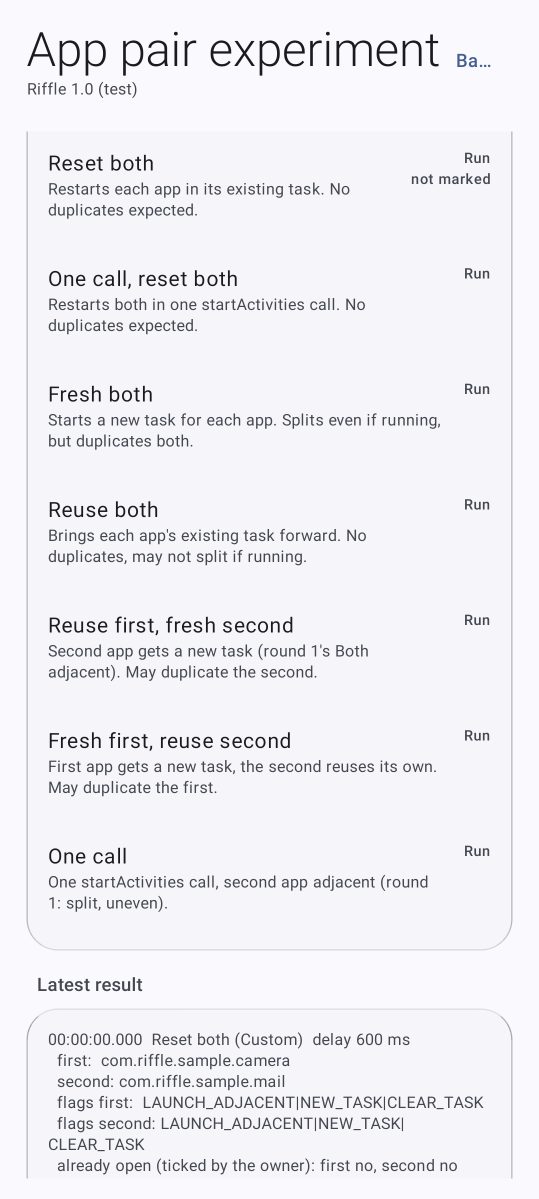 App pair experiment Ba...
Riffle 1.0 (test)
Reset both Run
Restarts each app in its existing task. No not marked
duplicates expected.
One call, reset both Run
Restarts both in one startActivities call. No
duplicates expected.
Fresh both Run
Starts a new task for each app. Splits even if running,
but duplicates both.
Reuse both Run
Brings each app's existing task forward. No
duplicates, may not split if running.
Reuse first, fresh second Run
Second app gets a new task (round 1's Both
adjacent). May duplicate the second.
Fresh first, reuse second Run
First app gets a new task, the second reuses its own.
May duplicate the first.
One call Run
One startActivities call, second app adjacent (round
1: split, uneven).
Latest result
00:00:00.000 Reset both (Custom) delay 600 ms
first: com.riffle.sample.camera
second: com.riffle.sample.mail
flags first: LAUNCH_ADJACENT|NEW_TASK|CLEAR_TASK
flags second: LAUNCH_ADJACENT|NEW_TASK|
CLEAR_TASK
already open (ticked by the owner): first no, second no